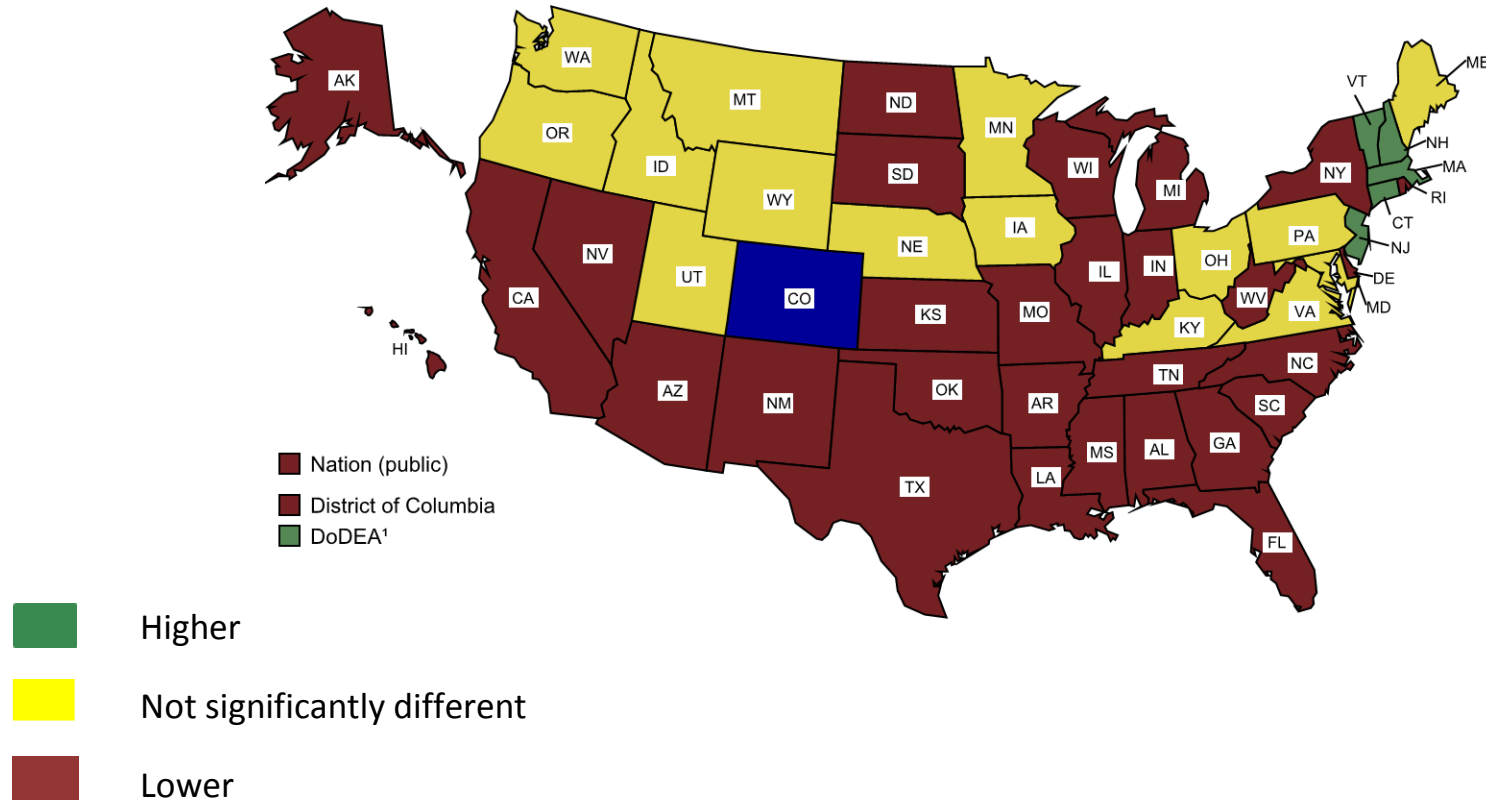 AK
WA
MT
ND
MN
VT
ME
OR
ID
SD
WI
MI
NY
NH
MA
RI
CT
WY
NE
IA
PA
NJ
NV
UT
CO
IL
IN
OH
DE
MD
CA
KS
MO
WV
VA
KY
HI
AZ
NM
OK
AR
TN
NC
SC
MS
AL
GA
TX
LA
FL
Nation (public)
District of Columbia
DoDEA¹
Higher
Not significantly different
Lower